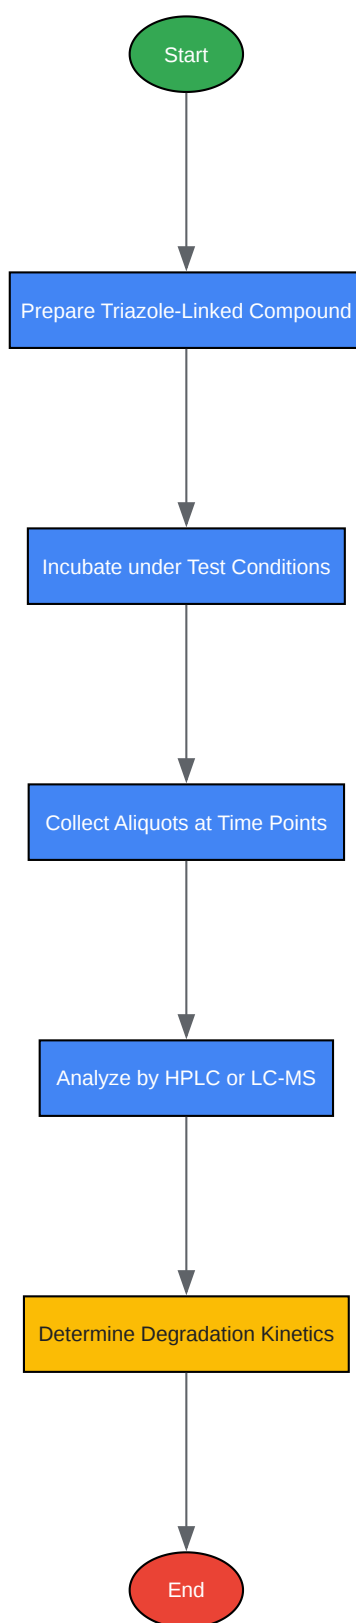 Start
Prepare Triazole-Linked Compound
Incubate under Test Conditions
Collect Aliquots at Time Points
Analyze by HPLC or LC-MS
Determine Degradation Kinetics
End